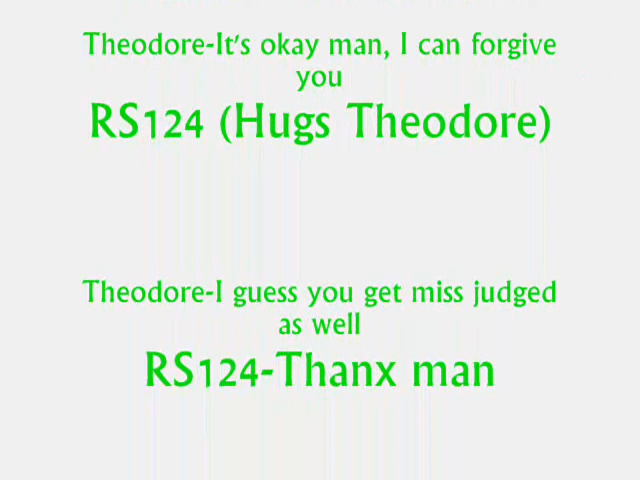 Theodore-It's okay man, I can forgive
you
RS124 (Hugs Theodore)
Theodore-I guess you get miss judged
as well
RS124-Thanx man